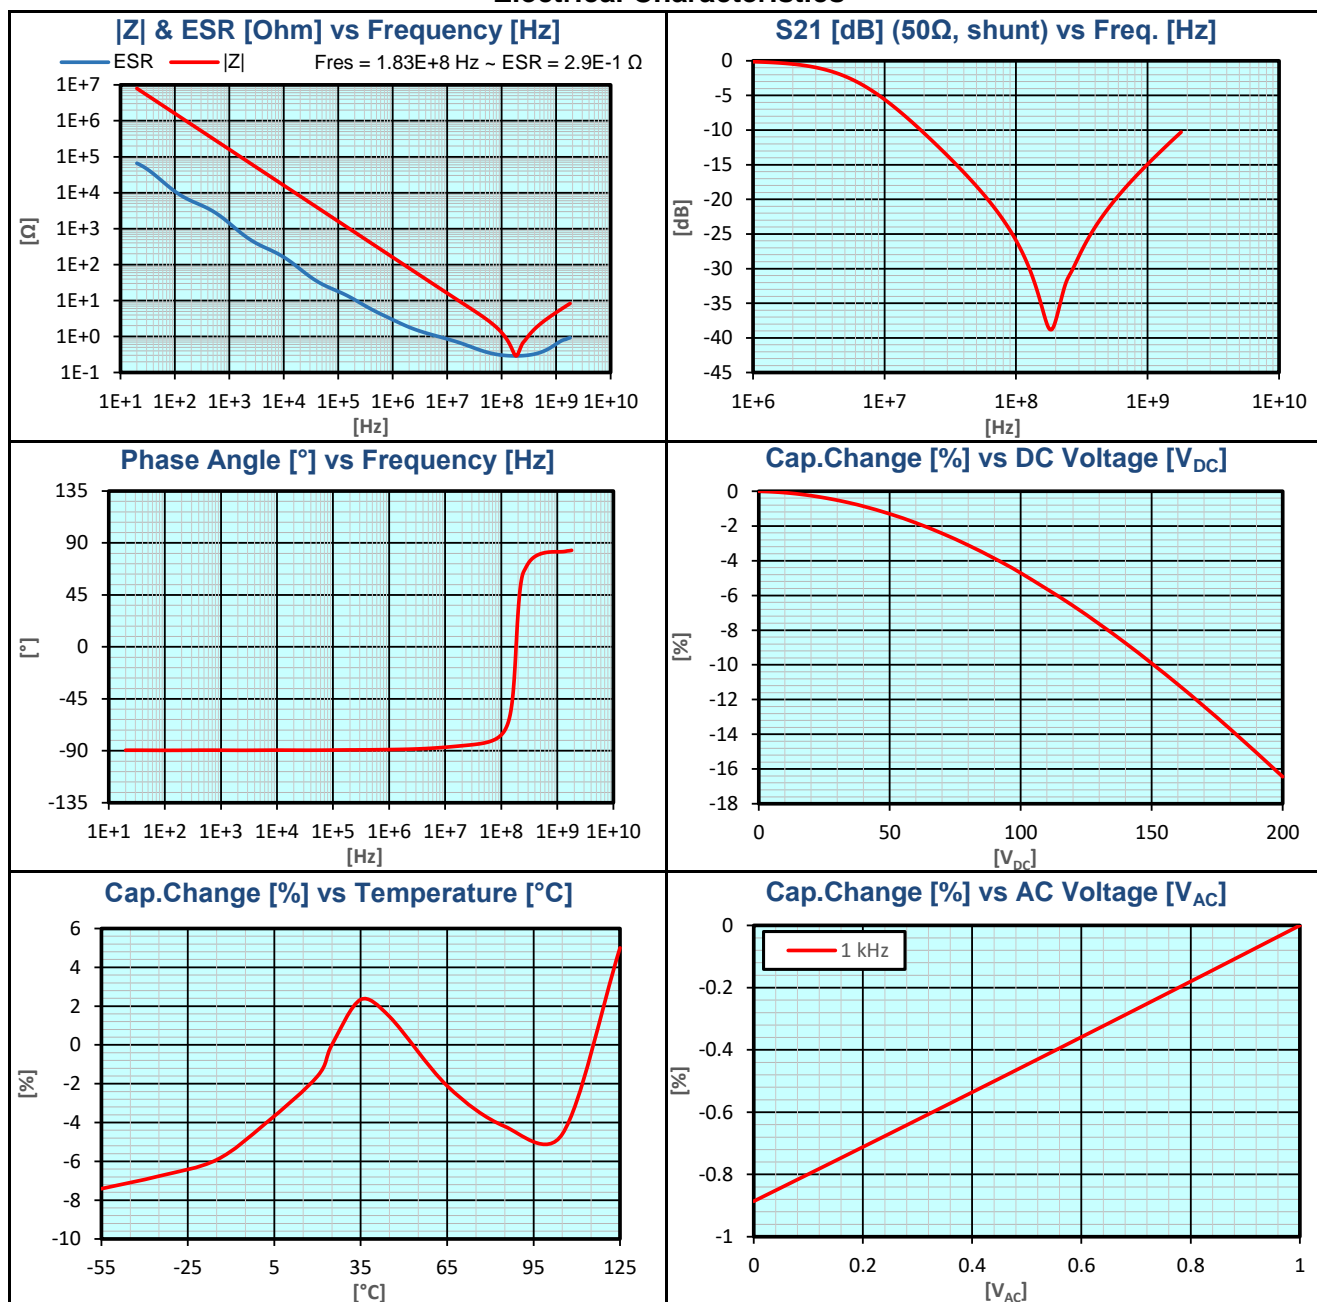 Electrical Characteristics
|Z| & ESR [Ohm] vs Frequency [Hz]
ESR
|Z|
Fres = 1.83E+8 Hz ~ ESR = 2.9E-1 Ω
1E+7
1E+6
1E+5
1E+4
1E+3
1E+2
1E+1
1E+0
1E-1
[Ω]
1E+1 1E+2 1E+3 1E+4 1E+5 1E+6 1E+7 1E+8 1E+9 1E+10
[Hz]
S21 [dB] (50Ω, shunt) vs Freq. [Hz]
0
-5
-10
-15
-20
-25
-30
-35
-40
-45
[dB]
1E+6 1E+7 1E+8 1E+9 1E+10
[Hz]
Phase Angle [°] vs Frequency [Hz]
135
90
45
0
-45
-90
-135
[°]
1E+1 1E+2 1E+3 1E+4 1E+5 1E+6 1E+7 1E+8 1E+9 1E+10
[Hz]
Cap.Change [%] vs DC Voltage [VDC]
0
-2
-4
-6
-8
-10
-12
-14
-16
-18
[%]
0 50 100 150 200
[VDC]
Cap.Change [%] vs Temperature [°C]
6
4
2
0
-2
-4
-6
-8
-10
[%]
-55 -25 5 35 65 95 125
[°C]
Cap.Change [%] vs AC Voltage [VAC]
1 kHz
0
-0.2
-0.4
-0.6
-0.8
-1
[%]
0 0.2 0.4 0.6 0.8 1
[VAC]